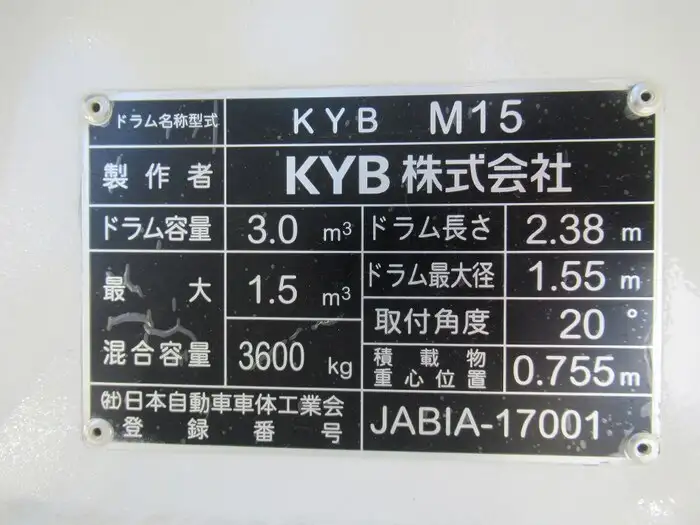 ドラム名称型式 KYB M15
製作者 KYB株式会社
ドラム容量 3.0 m³ ドラム長さ 2.38 m
最大 1.5 m³ ドラム最大径 1.55 m
取付角度 20°
混合容量 3600 kg 積載物
重心位置 0.755m
㈳日本自動車車体工業会
登録番号 JABIA-17001